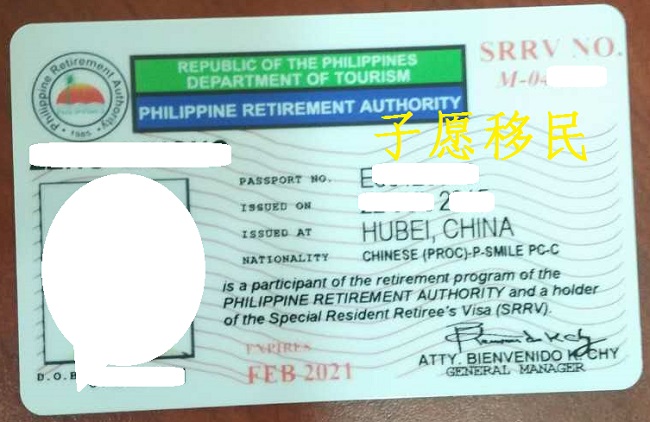 Philippine Retirement Authority
• 1985 •
REPUBLIC OF THE PHILIPPINES
DEPARTMENT OF TOURISM
PHILIPPINE RETIREMENT AUTHORITY
SRRV NO.
M-04
子愿移民
PASSPORT NO.
ISSUED ON
ISSUED AT HUBEI, CHINA
NATIONALITY CHINESE (PROC)-P-SMILE PC-C
is a participant of the retirement program of the
PHILIPPINE RETIREMENT AUTHORITY and a holder
of the Special Resident Retiree's Visa (SRRV).
EXPIRES
FEB 2021
ATTY. BIENVENIDO K. CHY
GENERAL MANAGER
D.O.B